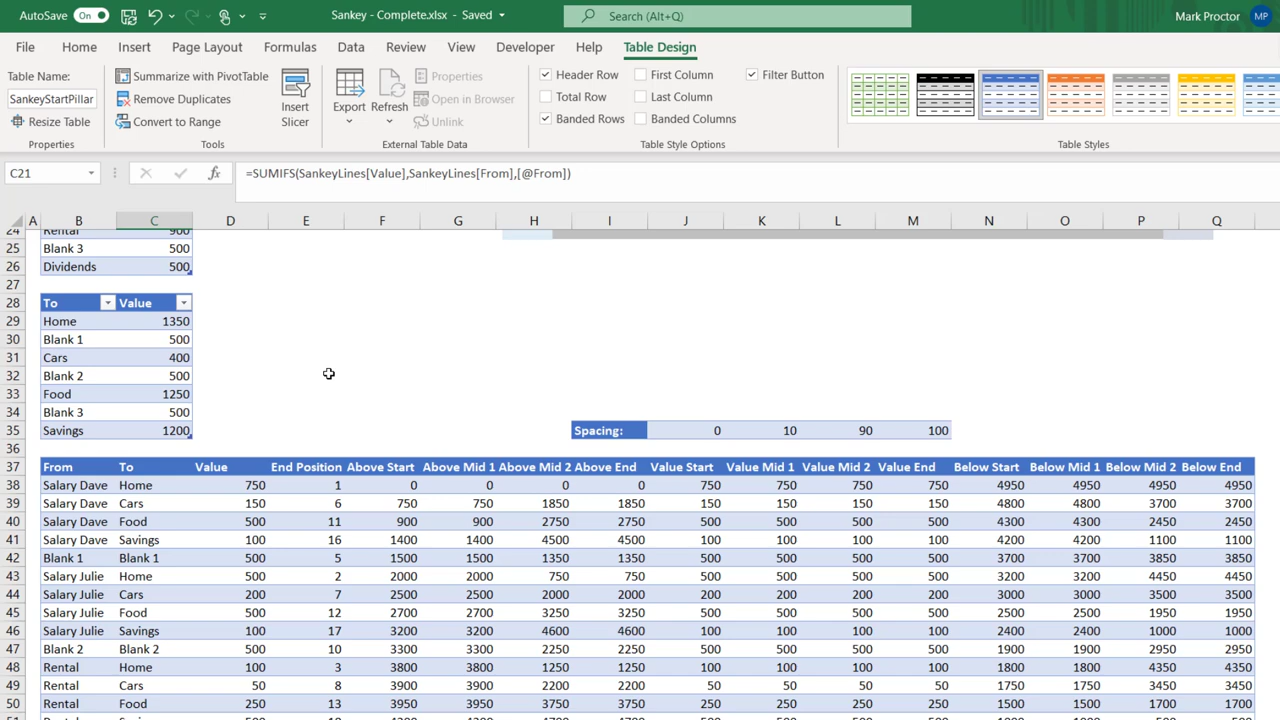 AutoSave On Sankey - Complete.xlsx - Saved Search (Alt+Q) Mark Proctor MP
File Home Insert Page Layout Formulas Data Review View Developer Help Table Design
Table Name: Summarize with PivotTable Properties Header Row First Column Filter Button
SankeyStartPillar Remove Duplicates Insert Slicer Export Refresh Open in Browser Total Row Last Column
Resize Table Convert to Range Unlink Banded Rows Banded Columns
Properties Tools External Table Data Table Style Options Table Styles
C21 fx =SUMIFS(SankeyLines[Value],SankeyLines[From],[@From])
A B C D E F G H I J K L M N O P Q
24 Rental 900
25 Blank 3 500
26 Dividends 500
27
28 To Value
29 Home 1350
30 Blank 1 500
31 Cars 400
32 Blank 2 500
33 Food 1250
34 Blank 3 500
35 Savings 1200 Spacing: 0 10 90 100
36
37 From To Value End Position Above Start Above Mid 1 Above Mid 2 Above End Value Start Value Mid 1 Value Mid 2 Value End Below Start Below Mid 1 Below Mid 2 Below End
38 Salary Dave Home 750 1 0 0 0 0 750 750 750 750 4950 4950 4950 4950
39 Salary Dave Cars 150 6 750 750 1850 1850 150 150 150 150 4800 4800 3700 3700
40 Salary Dave Food 500 11 900 900 2750 2750 500 500 500 500 4300 4300 2450 2450
41 Salary Dave Savings 100 16 1400 1400 4500 4500 100 100 100 100 4200 4200 1100 1100
42 Blank 1 Blank 1 500 5 1500 1500 1350 1350 500 500 500 500 3700 3700 3850 3850
43 Salary Julie Home 500 2 2000 2000 750 750 500 500 500 500 3200 3200 4450 4450
44 Salary Julie Cars 200 7 2500 2500 2000 2000 200 200 200 200 3000 3000 3500 3500
45 Salary Julie Food 500 12 2700 2700 3250 3250 500 500 500 500 2500 2500 1950 1950
46 Salary Julie Savings 100 17 3200 3200 4600 4600 100 100 100 100 2400 2400 1000 1000
47 Blank 2 Blank 2 500 10 3300 3300 2250 2250 500 500 500 500 1900 1900 2950 2950
48 Rental Home 100 3 3800 3800 1250 1250 100 100 100 100 1800 1800 4350 4350
49 Rental Cars 50 8 3900 3900 2200 2200 50 50 50 50 1750 1750 3450 3450
50 Rental Food 250 13 3950 3950 3750 3750 250 250 250 250 1500 1500 1700 1700